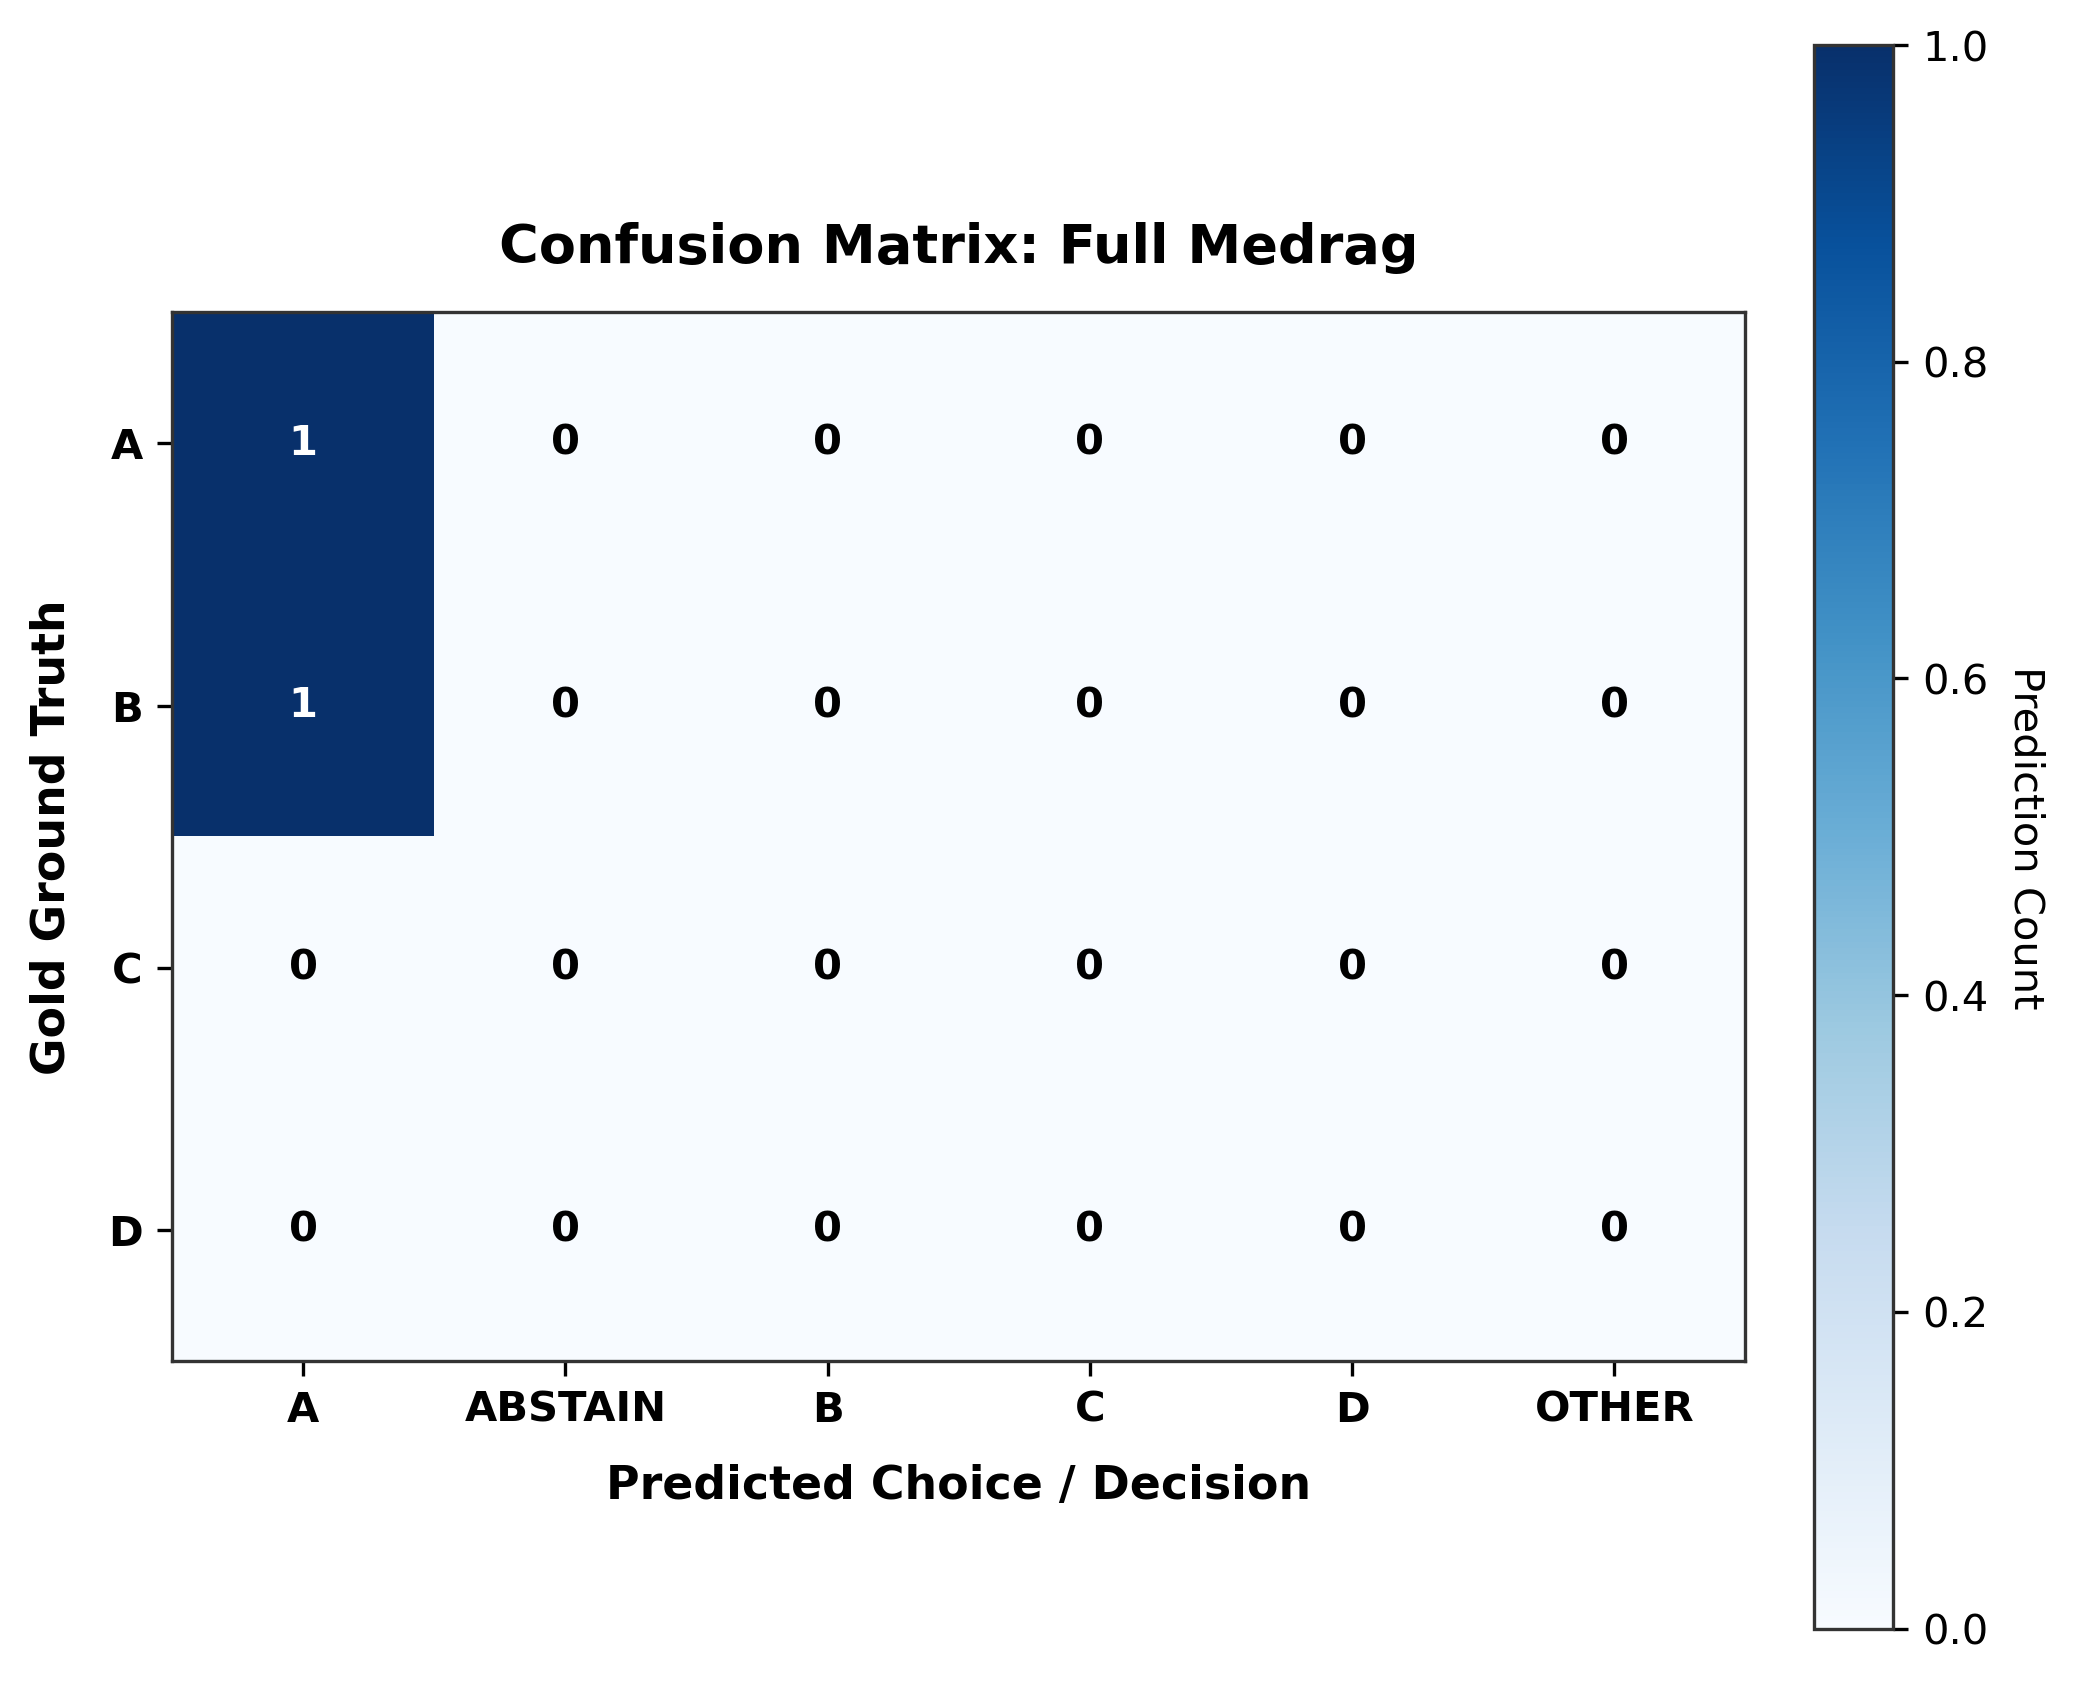 Confusion Matrix: Full Medrag
Gold Ground Truth
A 1 0 0 0 0 0
B 1 0 0 0 0 0
C 0 0 0 0 0 0
D 0 0 0 0 0 0
A ABSTAIN B C D OTHER
Predicted Choice / Decision
1.0
0.8
0.6
0.4
0.2
0.0
Prediction Count